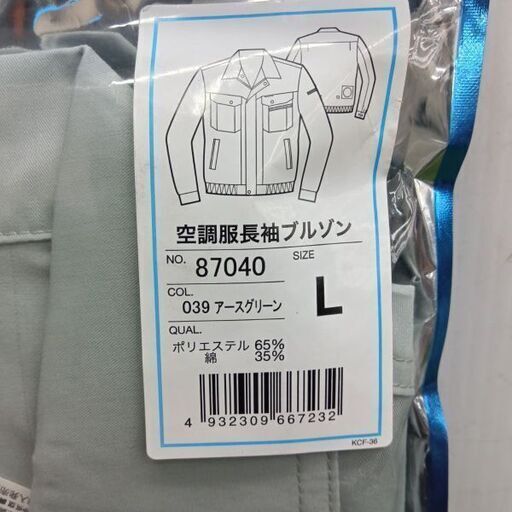 空調服長袖ブルゾン
NO. 87040
SIZE L
COL. 039 アースグリーン
QUAL.
ポリエステル 65%
綿 35%
4 932309 667232
KCF-36